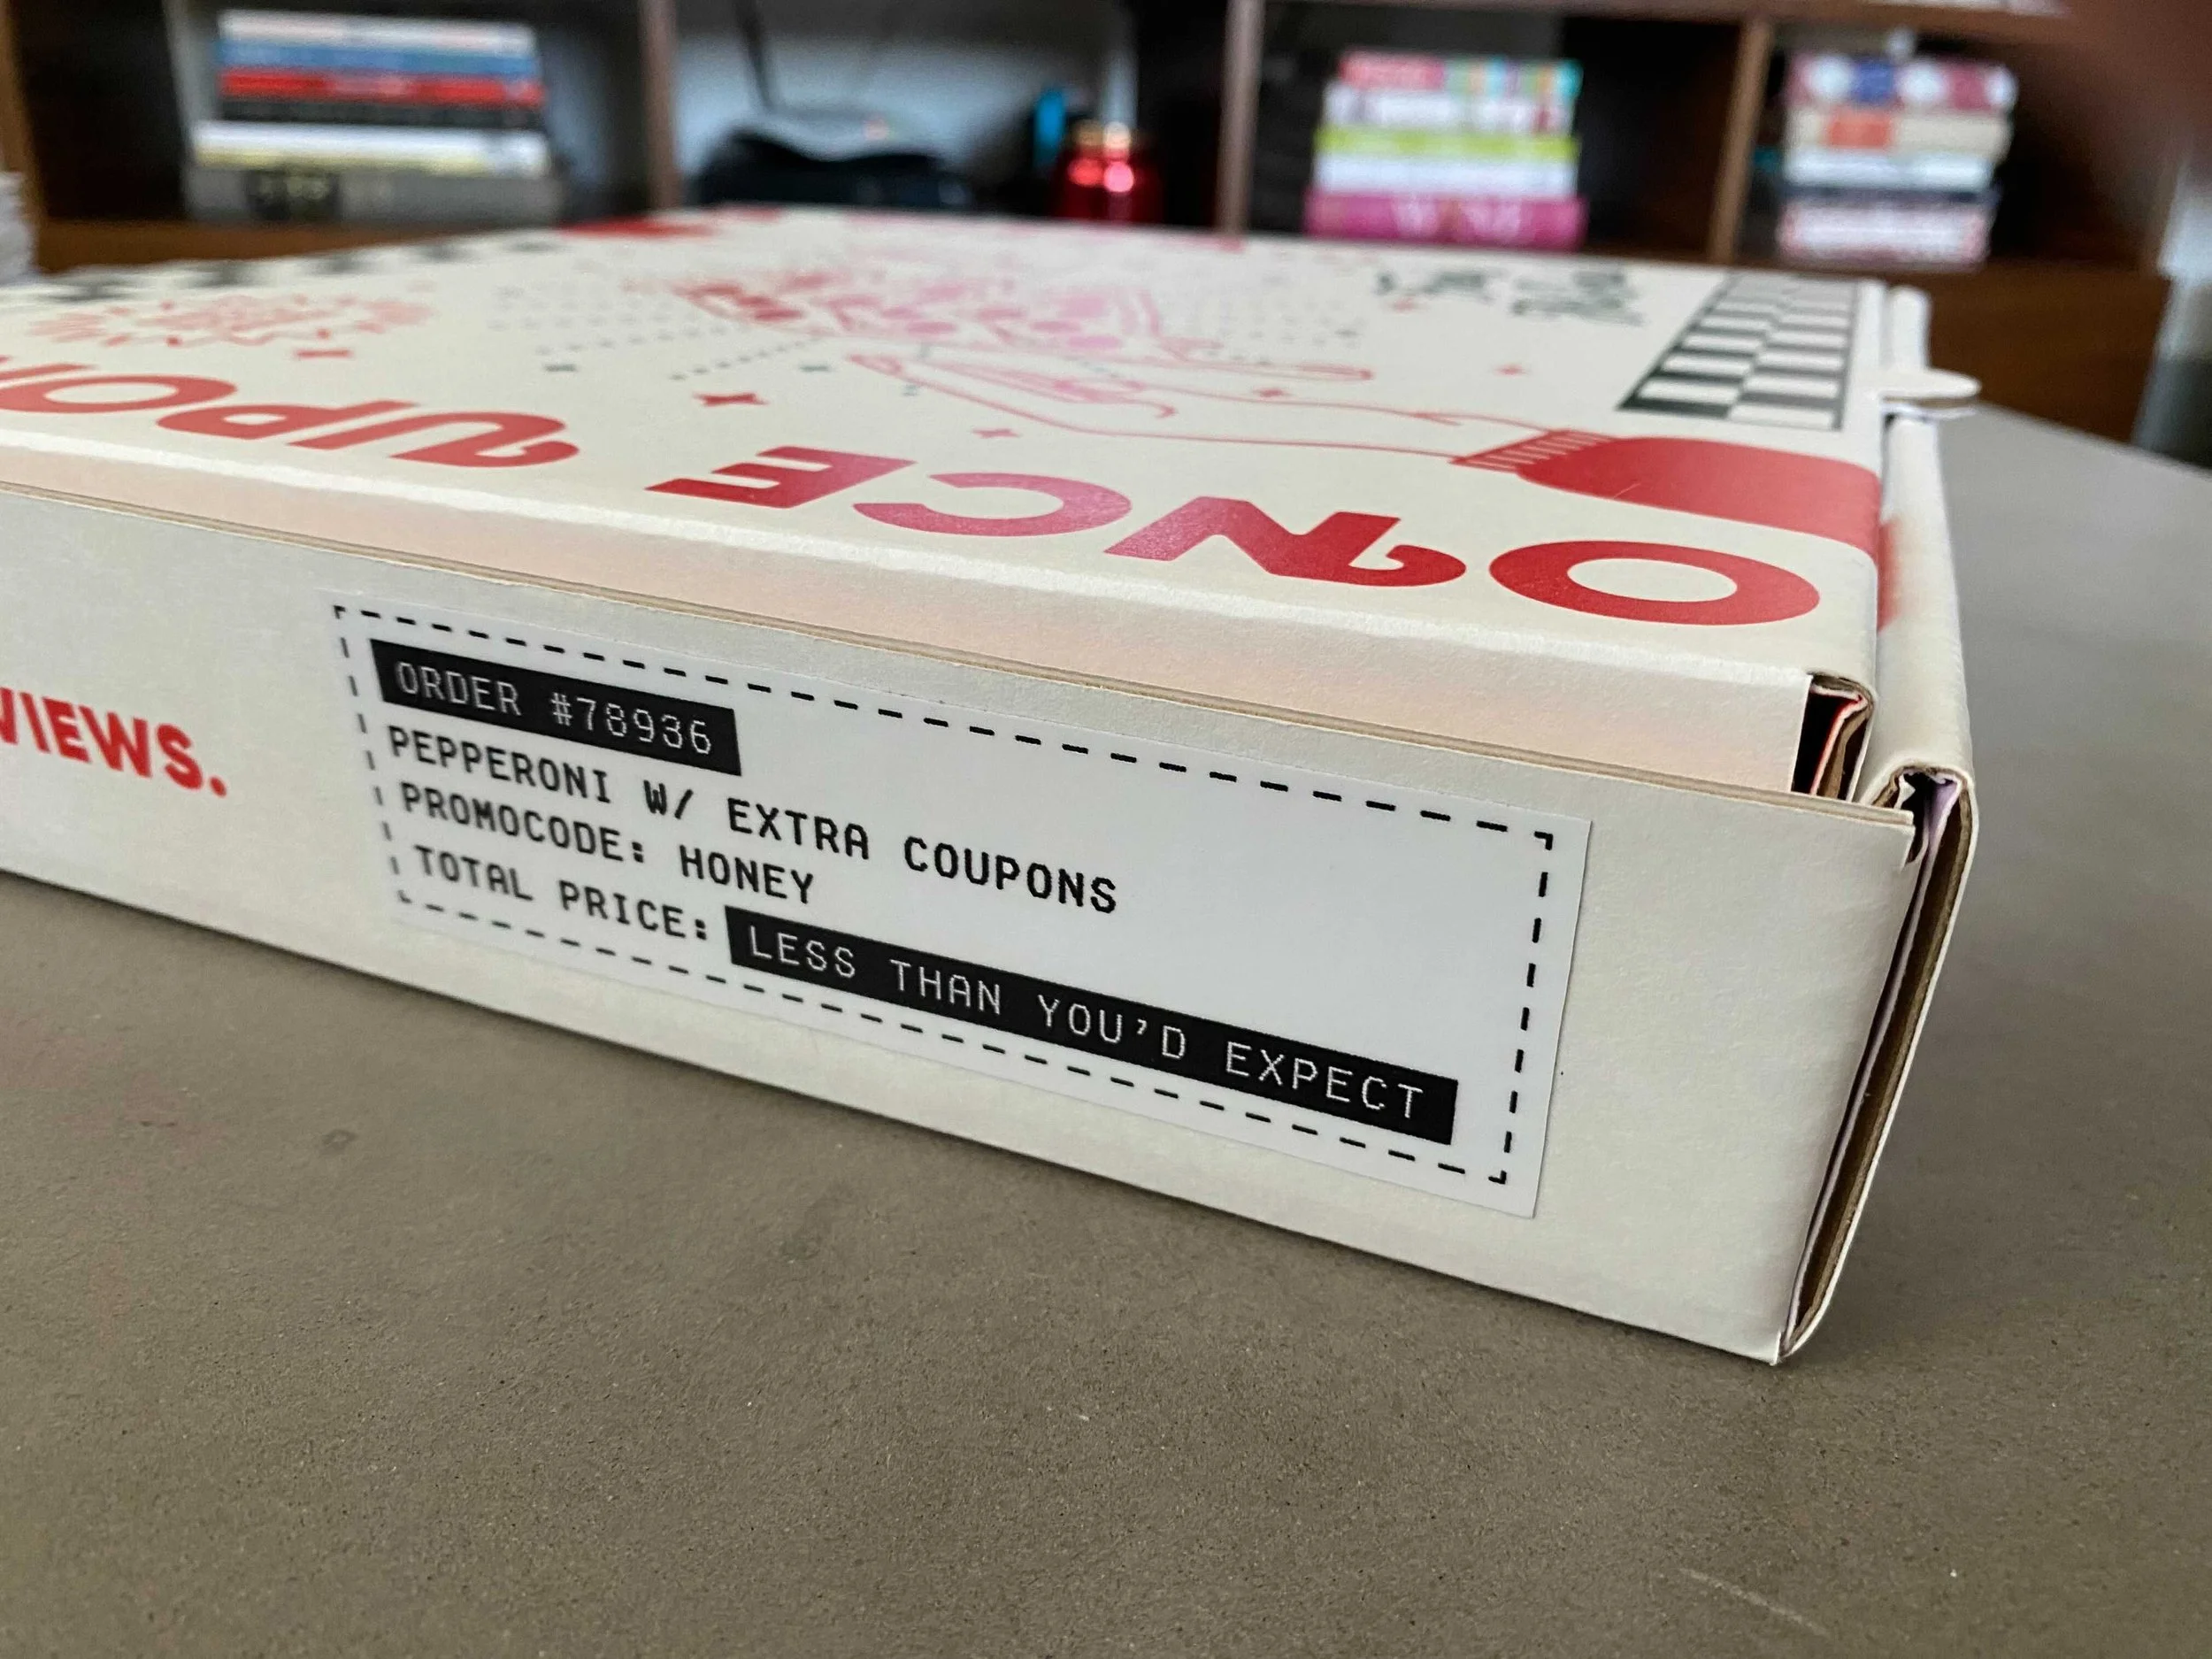 ONCE UPON
VIEWS.
ORDER #78936
PEPPERONI W/ EXTRA COUPONS
PROMOCODE: HONEY
TOTAL PRICE: LESS THAN YOU'D EXPECT